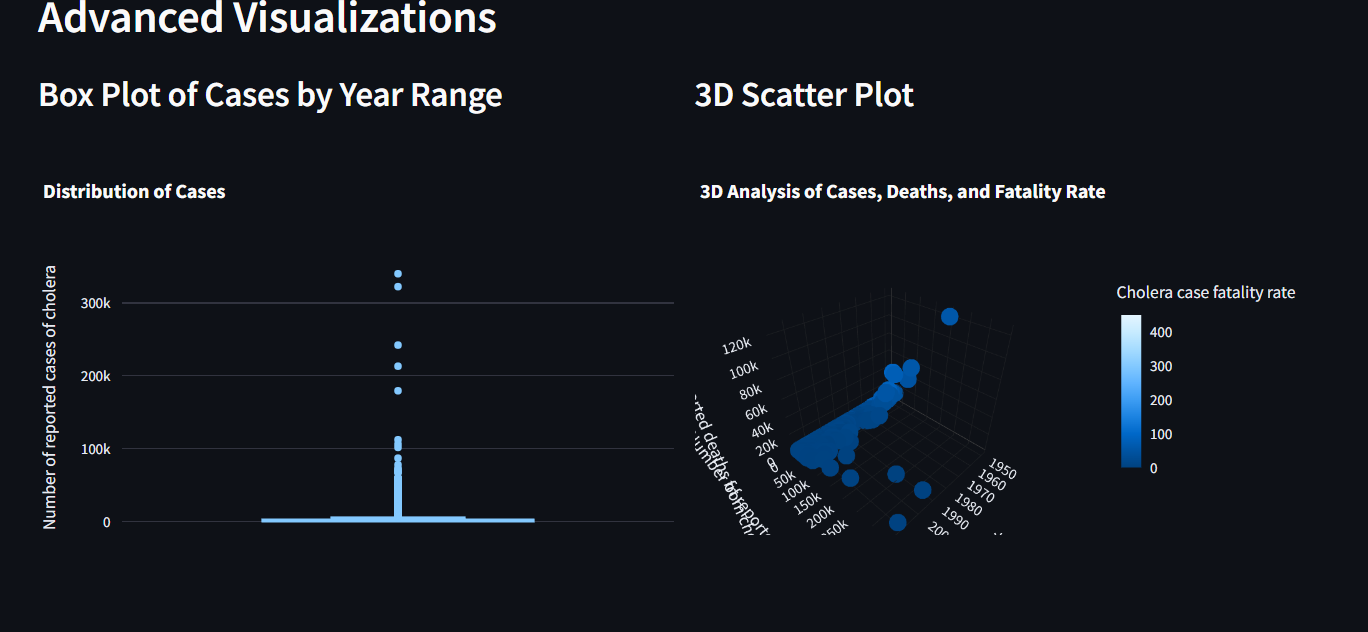 Advanced Visualizations
Box Plot of Cases by Year Range
3D Scatter Plot
Distribution of Cases
Number of reported cases of cholera
300k
200k
100k
0
3D Analysis of Cases, Deaths, and Fatality Rate
120k
100k
80k
60k
40k
20k
0
0
50k
100k
150k
200k
1950
1960
1970
1980
1990
Cholera case fatality rate
400
300
200
100
0